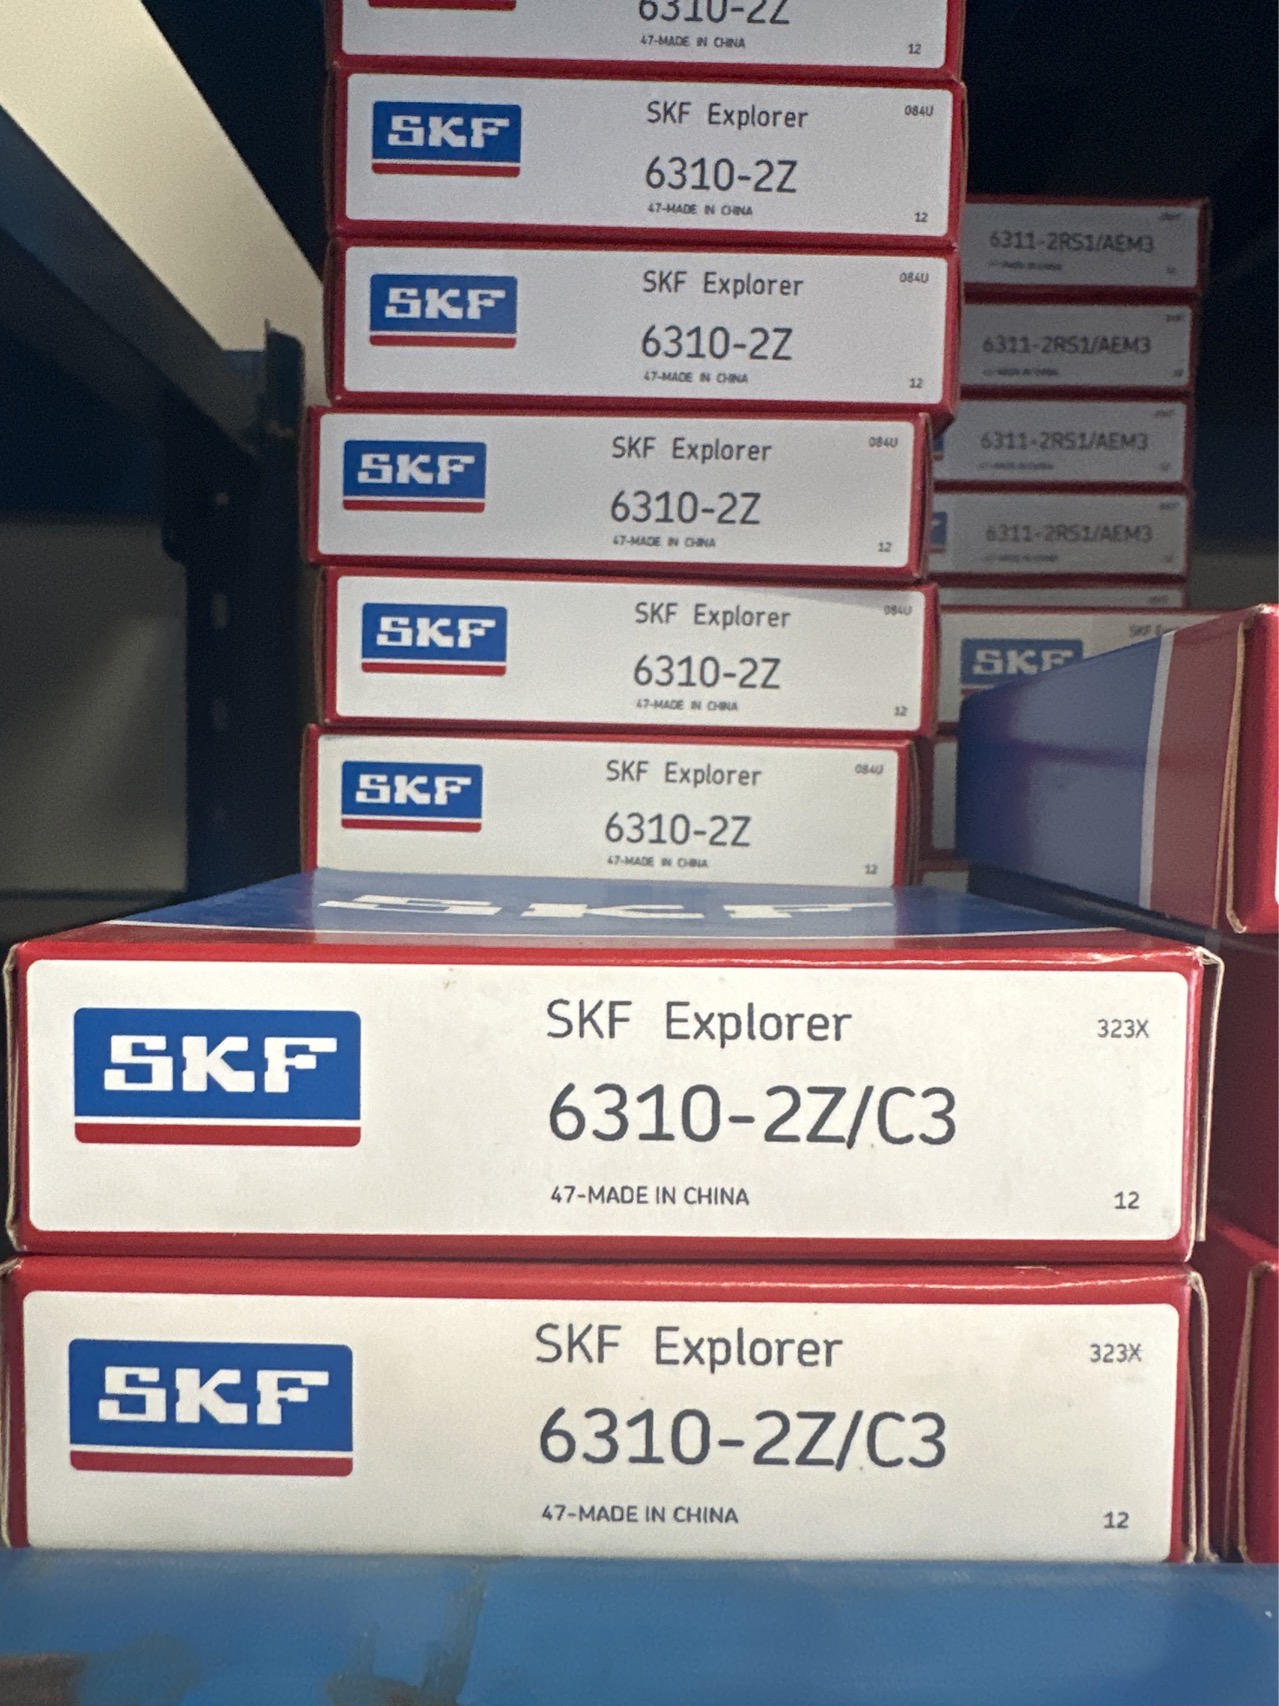 6310-2Z
47-MADE IN CHINA
12
SKF
SKF Explorer
084U
6310-2Z
47-MADE IN CHINA
12
SKF
SKF Explorer
084U
6310-2Z
47-MADE IN CHINA
12
SKF
SKF Explorer
084U
6310-2Z
47-MADE IN CHINA
12
SKF
SKF Explorer
084U
6310-2Z
47-MADE IN CHINA
12
SKF
SKF Explorer
084U
6310-2Z
47-MADE IN CHINA
12
6311-2RS1/AEM3
6311-2RS1/AEM3
6311-2RS1/AEM3
6311-2RS1/AEM3
SKF
SKF
SKF
SKF Explorer
323X
6310-2Z/C3
47-MADE IN CHINA
12
SKF
SKF Explorer
323X
6310-2Z/C3
47-MADE IN CHINA
12